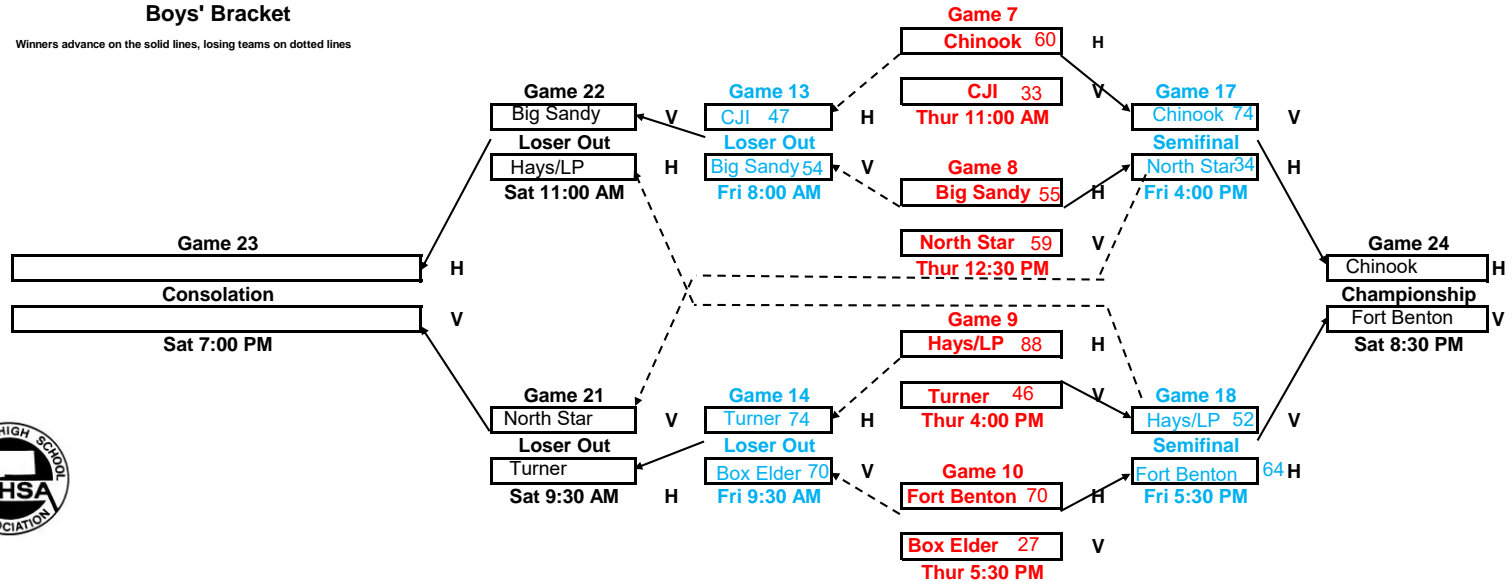 Boys' Bracket
Winners advance on the solid lines, losing teams on dotted lines
Game 7
Chinook 60 H
CJI 33 V
Thur 11:00 AM
Game 22
Big Sandy V
Loser Out
Hays/LP H
Sat 11:00 AM
Game 13
CJI 47 H
Loser Out
Big Sandy 54 V
Fri 8:00 AM
Game 8
Big Sandy 55 H
North Star 59 V
Thur 12:30 PM
Game 17
Chinook 74 V
Semifinal
North Star 34 H
Fri 4:00 PM
Game 23
H
Consolation
V
Sat 7:00 PM
Game 24
Chinook H
Championship
Fort Benton V
Sat 8:30 PM
Game 9
Hays/LP 88 H
Turner 46 V
Thur 4:00 PM
Game 21
North Star V
Loser Out
Turner
Sat 9:30 AM H
Game 14
Turner 74 H
Loser Out
Box Elder 70 V
Fri 9:30 AM
Game 10
Fort Benton 70 H
Box Elder 27 V
Thur 5:30 PM
Game 18
Hays/LP 52 V
Semifinal
Fort Benton 64 H
Fri 5:30 PM
HIGH SCHOOL
HSA